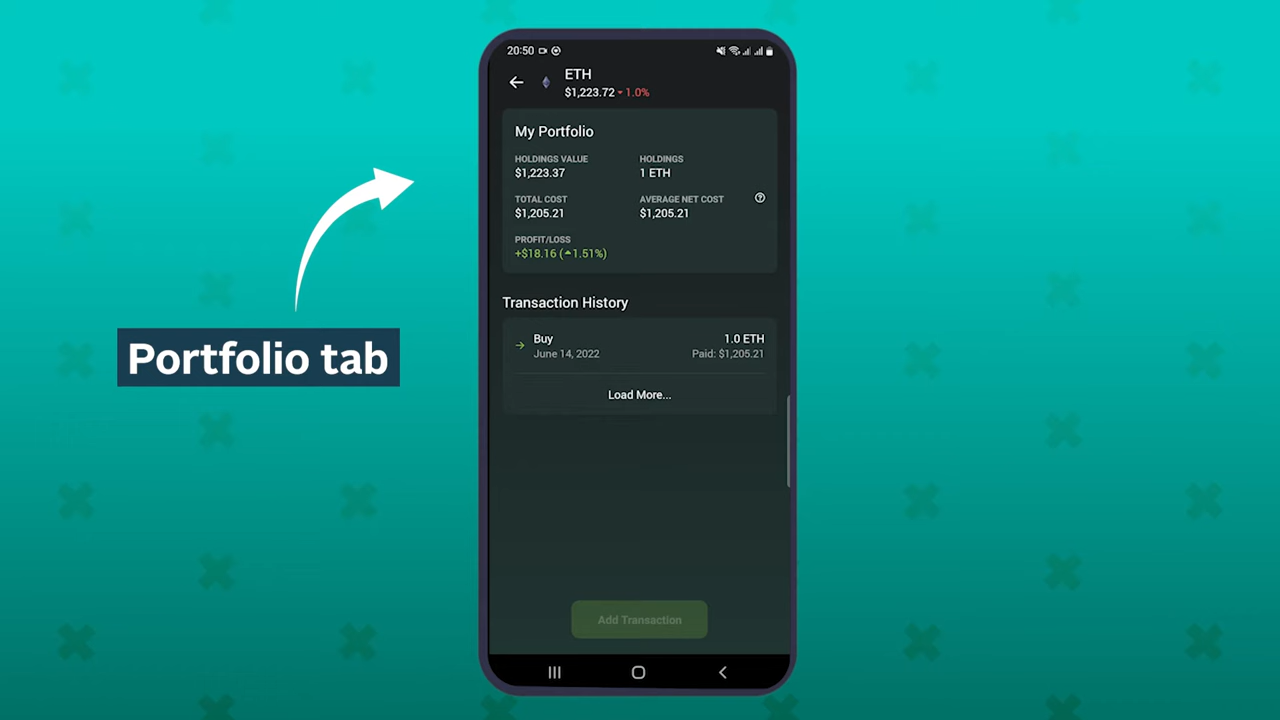 20:50
ETH
$1,223.72 1.0%
My Portfolio
HOLDINGS VALUE
$1,223.37
HOLDINGS
1 ETH
TOTAL COST
$1,205.21
AVERAGE NET COST
$1,205.21
PROFIT/LOSS
+$18.16 (▲1.51%)
Transaction History
Buy
1.0 ETH
June 14, 2022
Paid: $1,205.21
Load More...
Portfolio tab
Add Transaction